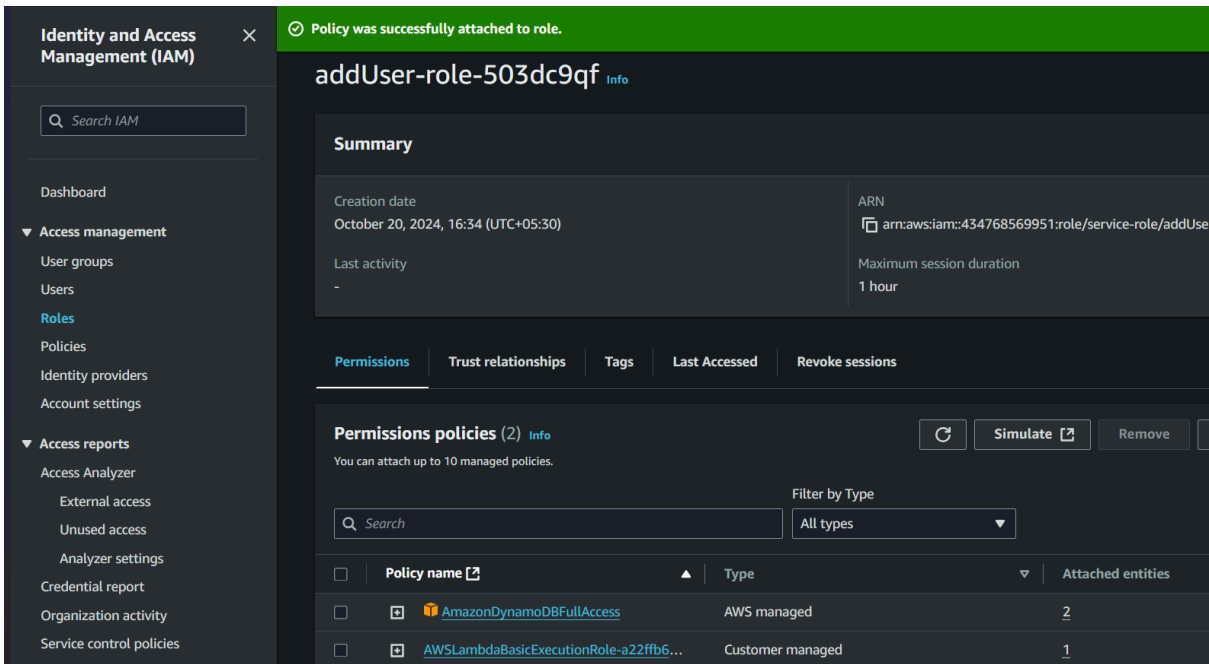 Identity and Access
Management (IAM)
Search IAM
Dashboard
Access management
User groups
Users
Roles
Policies
Identity providers
Account settings
Access reports
Access Analyzer
External access
Unused access
Analyzer settings
Credential report
Organization activity
Service control policies
Policy was successfully attached to role.
addUser-role-503dc9qf Info
Summary
Creation date
October 20, 2024, 16:34 (UTC+05:30)
Last activity
-
ARN
arn:aws:iam::434768569951:role/service-role/addUse
Maximum session duration
1 hour
Permissions Trust relationships Tags Last Accessed Revoke sessions
Permissions policies (2) Info
You can attach up to 10 managed policies.
Simulate Remove
Filter by Type
Search All types
Policy name Type Attached entities
AmazonDynamoDBFullAccess AWS managed 2
AWSLambdaBasicExecutionRole-a22ffb6... Customer managed 1